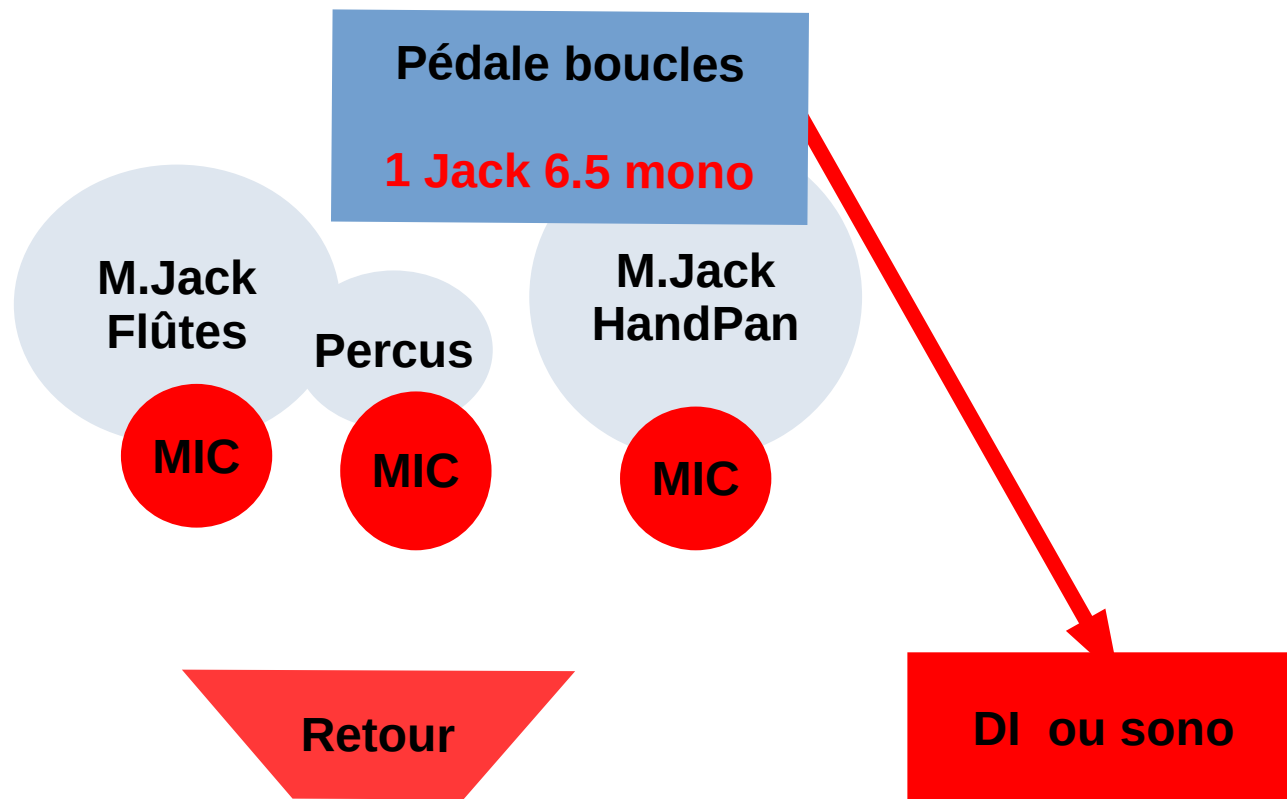 Pédale boucles
1 Jack 6.5 mono
M.Jack
Flûtes
Percus
M.Jack
HandPan
MIC
MIC
MIC
Retour
DI ou sono